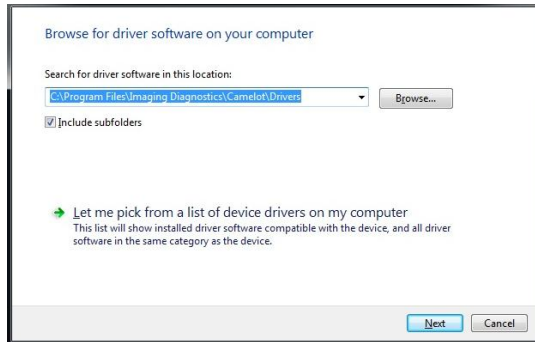 Browse for driver software on your computer
Search for driver software in this location:
C:\Program Files\Imaging Diagnostics\Camelot\Drivers
Browse...
Include subfolders
Let me pick from a list of device drivers on my computer
This list will show installed driver software compatible with the device, and all driver
software in the same category as the device.
Next Cancel